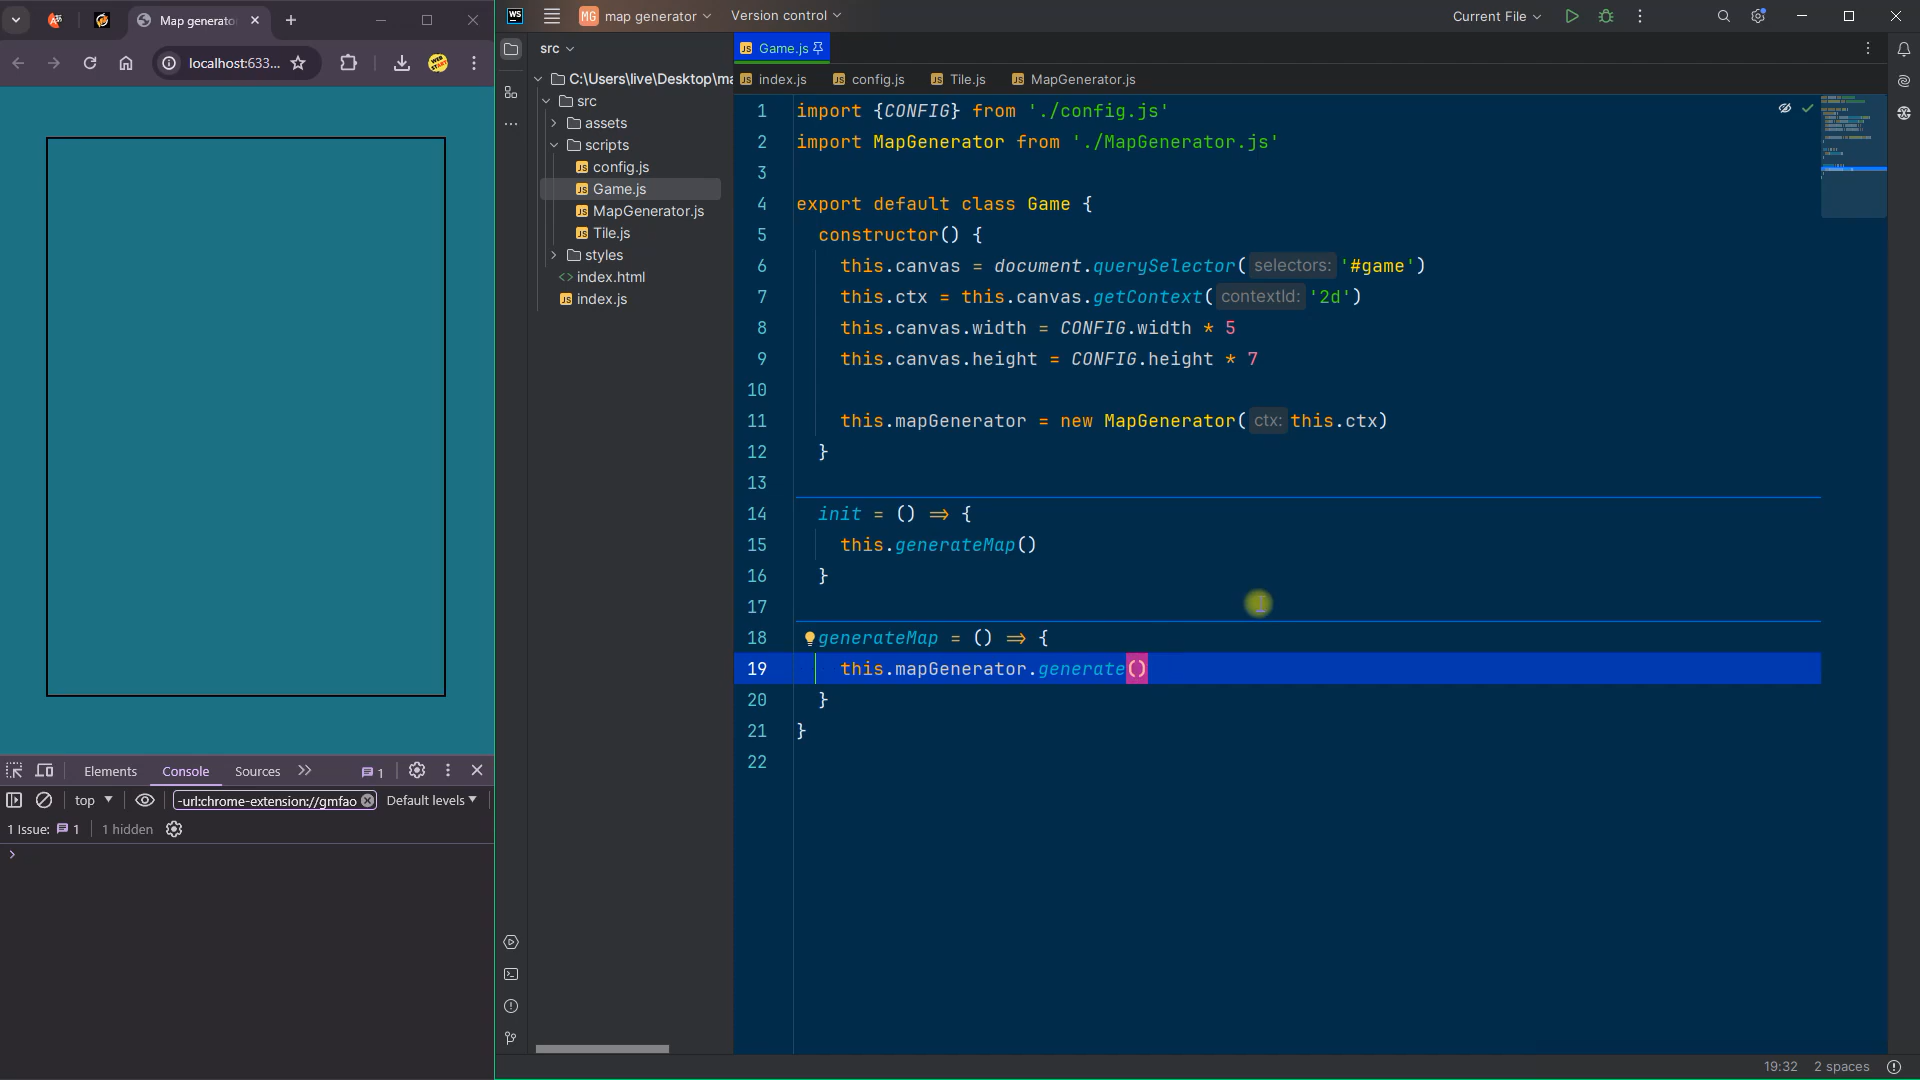 Map generato
localhost:633...
Elements
Console
Sources
1
top
-url:chrome-extension://gmfao
Default levels
1 Issue:
1
1 hidden
WS
MG
map generator
Version control
Current File
src
C:\Users\live\Desktop\ma
src
assets
scripts
config.js
Game.js
MapGenerator.js
Tile.js
styles
index.html
index.js
Game.js
index.js
config.js
Tile.js
MapGenerator.js
1 import {CONFIG} from './config.js'
2 import MapGenerator from './MapGenerator.js'
3
4 export default class Game {
5 constructor() {
6 this.canvas = document.querySelector( selectors: '#game')
7 this.ctx = this.canvas.getContext( contextId: '2d')
8 this.canvas.width = CONFIG.width * 5
9 this.canvas.height = CONFIG.height * 7
10
11 this.mapGenerator = new MapGenerator( ctx: this.ctx)
12 }
13
14 init = () => {
15 this.generateMap()
16 }
17
18 generateMap = () => {
19 this.mapGenerator.generate()
20 }
21 }
22
19:32
2 spaces